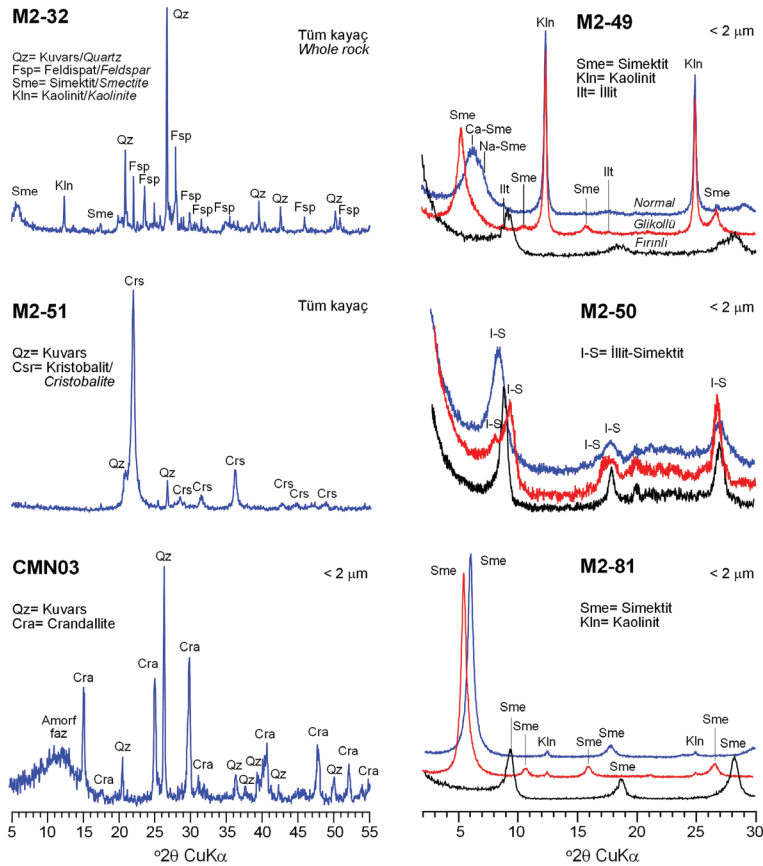 M2-32
Tüm kayaç
Whole rock
Qz= Kuvars/Quartz
Fsp= Feldispat/Feldspar
Sme= Simektit/Smectite
Kln= Kaolinit/Kaolinite
Qz
Qz
Fsp
Fsp
Fsp
Fsp
Sme
Kln
Sme
Fsp
Fsp
Fsp
Qz
Qz
Fsp
Qz
Fsp
M2-49
< 2 µm
Sme= Simektit
Kln= Kaolinit
Ilt= İllit
Kln
Kln
Sme
Ca-Sme
Na-Sme
Ilt
Sme
Sme
Ilt
Sme
Normal
Glikollü
Fırınlı
M2-51
Tüm kayaç
Qz= Kuvars
Csr= Kristobalit/
Cristobalite
Crs
Qz
Qz
Crs
Crs
Crs
Crs
Crs
Crs
M2-50
< 2 µm
I-S= İllit-Simektit
I-S
I-S
I-S
I-S
I-S
I-S
CMN03
< 2 µm
Qz= Kuvars
Cra= Crandallite
Qz
Cra
Cra
Cra
Amorf
faz
Cra
Qz
Cra
Qz
Qz
Qz
Cra
Qz
Cra
Qz
Cra
Cra
5 10 15 20 25 30 35 40 45 50 55
º2θ CuKα
M2-81
< 2 µm
Sme= Simektit
Kln= Kaolinit
Sme
Sme
Sme
Sme
Kln
Sme
Sme
Sme
Kln
Sme
Sme
5 10 15 20 25 30
º2θ CuKα